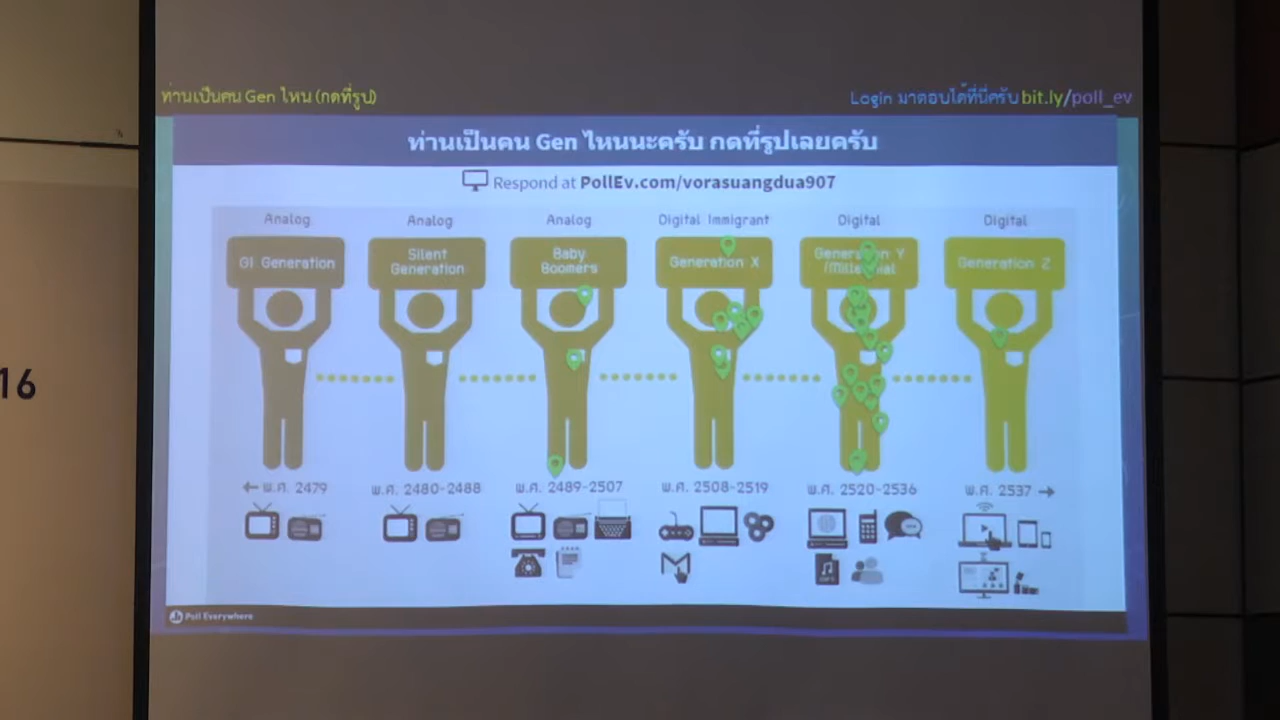 ท่านเป็นคน Gen ไหน (กดที่รูป)
Login มาตอบได้ที่นี่ครับ bit.ly/poll_ev
ท่านเป็นคน Gen ไหนนะครับ กดที่รูปเลยครับ
Respond at PollEv.com/vorasuangdua907
Analog
Analog
Analog
Digital Immigrant
Digital
Digital
GI Generation
Silent
Generation
Baby
Boomers
Generation X
Generation Y
Generation Z
พ.ศ. 2479
พ.ศ. 2480-2488
พ.ศ. 2489-2507
พ.ศ. 2508-2519
พ.ศ. 2520-2536
พ.ศ. 2537
Poll Everywhere
16